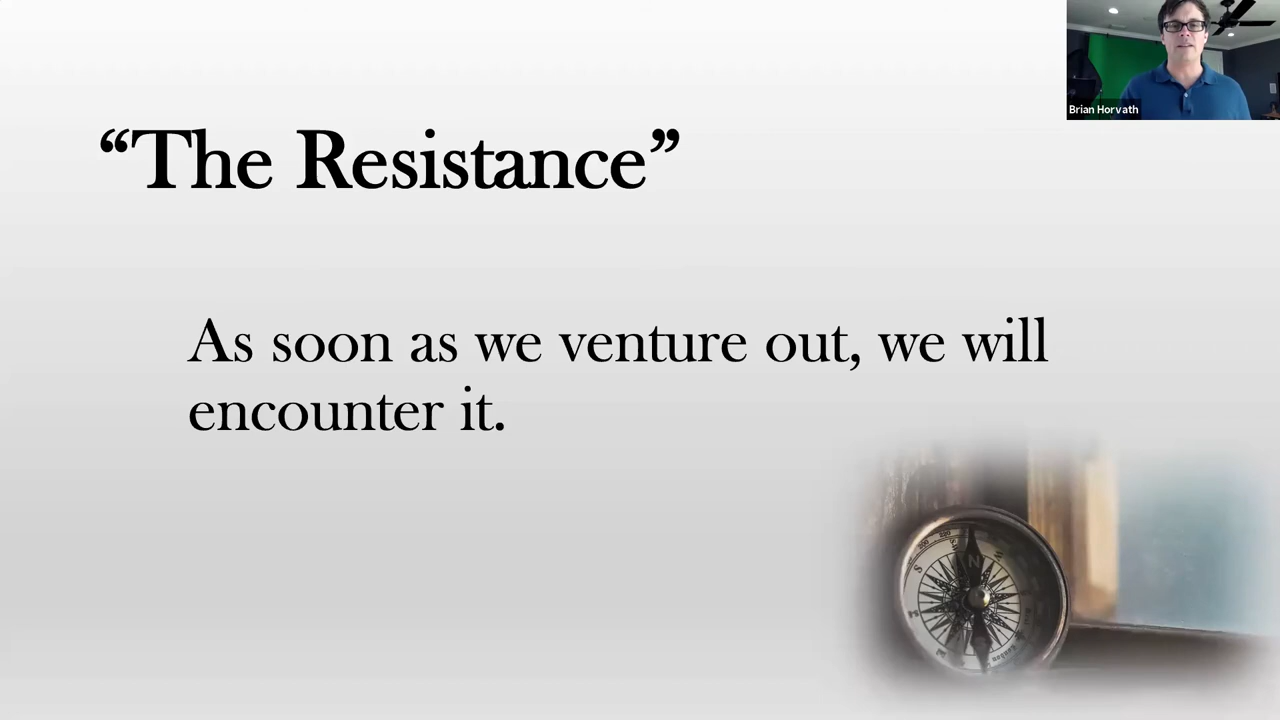 Brian Horvath
“The Resistance”
As soon as we venture out, we will
encounter it.
N
S
W